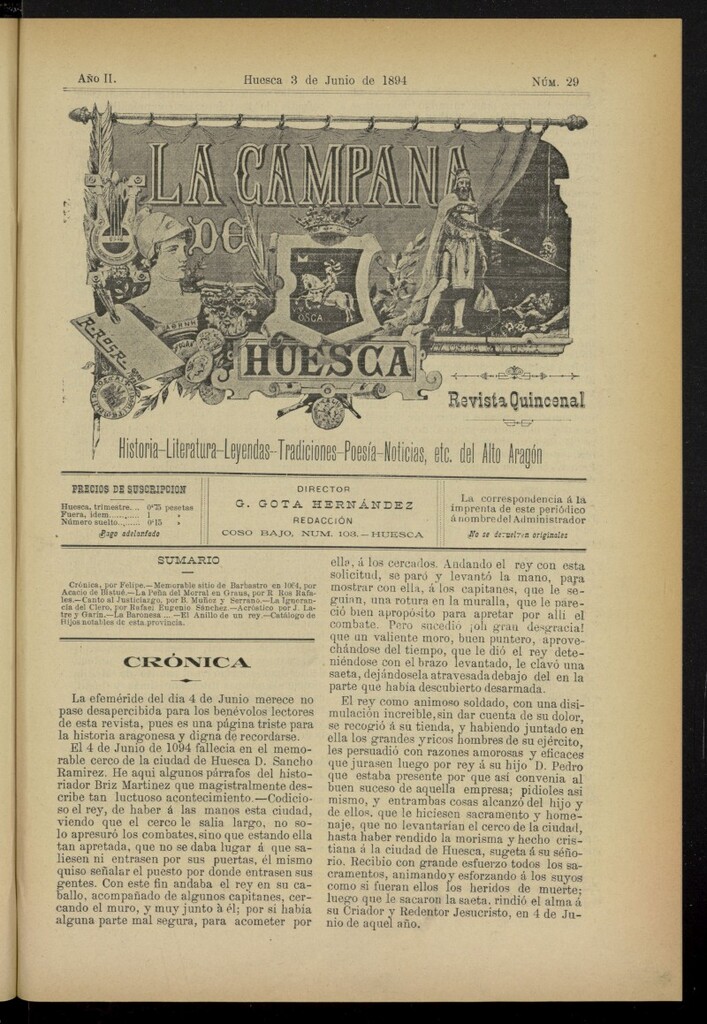 AÑO II.
Huesca 3 de Junio de 1894
NÚM. 29
LA CAMPANA
DE
HUESCA
OSCA
R. ROS R.
Revista Quincenal
Historia-Literatura-Leyendas-Tradiciones-Poesía-Noticias, etc. del Alto Aragón
PRECIOS DE SUSCRIPCION
Huesca, trimestre... 0'75 pesetas
Fuera, idem......... 1 »
Número suelto....... 0'15 »
Pago adelantado
DIRECTOR
G. GOTA HERNÁNDEZ
REDACCIÓN
COSO BAJO, NUM. 103.—HUESCA
La correspondencia á la
imprenta de este periódico
á nombre del Administrador
No se devuelven originales
SUMARIO
Crónica, por Felipe.—Memorable sitio de Barbastro en 1064, por
Acacio de Bistué.—La Peña del Morral en Graus, por R. Ros Rafa-
les.—Canto al Justiciazgo, por B. Muñoz y Serrano.—La Ignoran-
cia del Clero, por Rafael Eugenio Sánchez.—Acróstico por J. La-
tre y Garín.—La Baronesa ...—El Anillo de un rey.—Catálogo de
Hijos notables de esta provincia.
CRÓNICA
La efeméride del día 4 de Junio merece no
pase desapercibida para los benévolos lectores
de esta revista, pues es una página triste para
la historia aragonesa y digna de recordarse.
El 4 de Junio de 1094 fallecia en el memo-
rable cerco de la ciudad de Huesca D. Sancho
Ramirez. He aqui algunos párrafos del histo-
riador Briz Martinez que magistralmente des-
cribe tan luctuoso acontecimiento.—Codicio-
so el rey, de haber á las manos esta ciudad,
viendo que el cerco le salia largo, no so-
lo apresuró los combates, sino que estando ella
tan apretada, que no se daba lugar á que sa-
liesen ni entrasen por sus puertas, él mismo
quiso señalar el puesto por donde entrasen sus
gentes. Con este fin andaba el rey en su ca-
ballo, acompañado de algunos capitanes, cer-
cando el muro, y muy junto à él; por si habia
alguna parte mal segura, para acometer por
ella, á los cercados. Andando el rey con esta
solicitud, se paró y levantó la mano, para
mostrar con ella, á los capitanes, que le se-
guian, una rotura en la muralla, que le pare-
ció bien apropósito para apretar por alli el
combate. Pero sucedió ¡oh gran desgracia!
que un valiente moro, buen puntero, aprove-
chándose del tiempo, que le dió el rey dete-
niéndose con el brazo levantado, le clavó una
saeta, dejándosela atravesada debajo del en la
parte que había descubierto desarmada.
El rey como animoso soldado, con una disi-
mulación increible, sin dar cuenta de su dolor,
se recogió á su tienda, y habiendo juntado en
ella los grandes y ricos hombres de su ejército,
les persuadió con razones amorosas y eficaces
que jurasen luego por rey á su hijo D. Pedro
que estaba presente por que asi convenia al
buen suceso de aquella empresa; pidioles asi
mismo, y entrambas cosas alcanzó del hijo y
de ellos, que le hiciesen sacramento y home-
naje, que no levantarían el cerco de la ciudad,
hasta haber rendido la morisma y hecho cris-
tiana á la ciudad de Huesca, sugeta á su séño-
rio. Recibio con grande esfuerzo todos los sa-
cramentos, animando y esforzando á los suyos
como si fueran ellos los heridos de muerte;
luego que le sacaron la saeta, rindió el alma á
su Criador y Redentor Jesucristo, en 4 de Ju-
nio de aquel año.